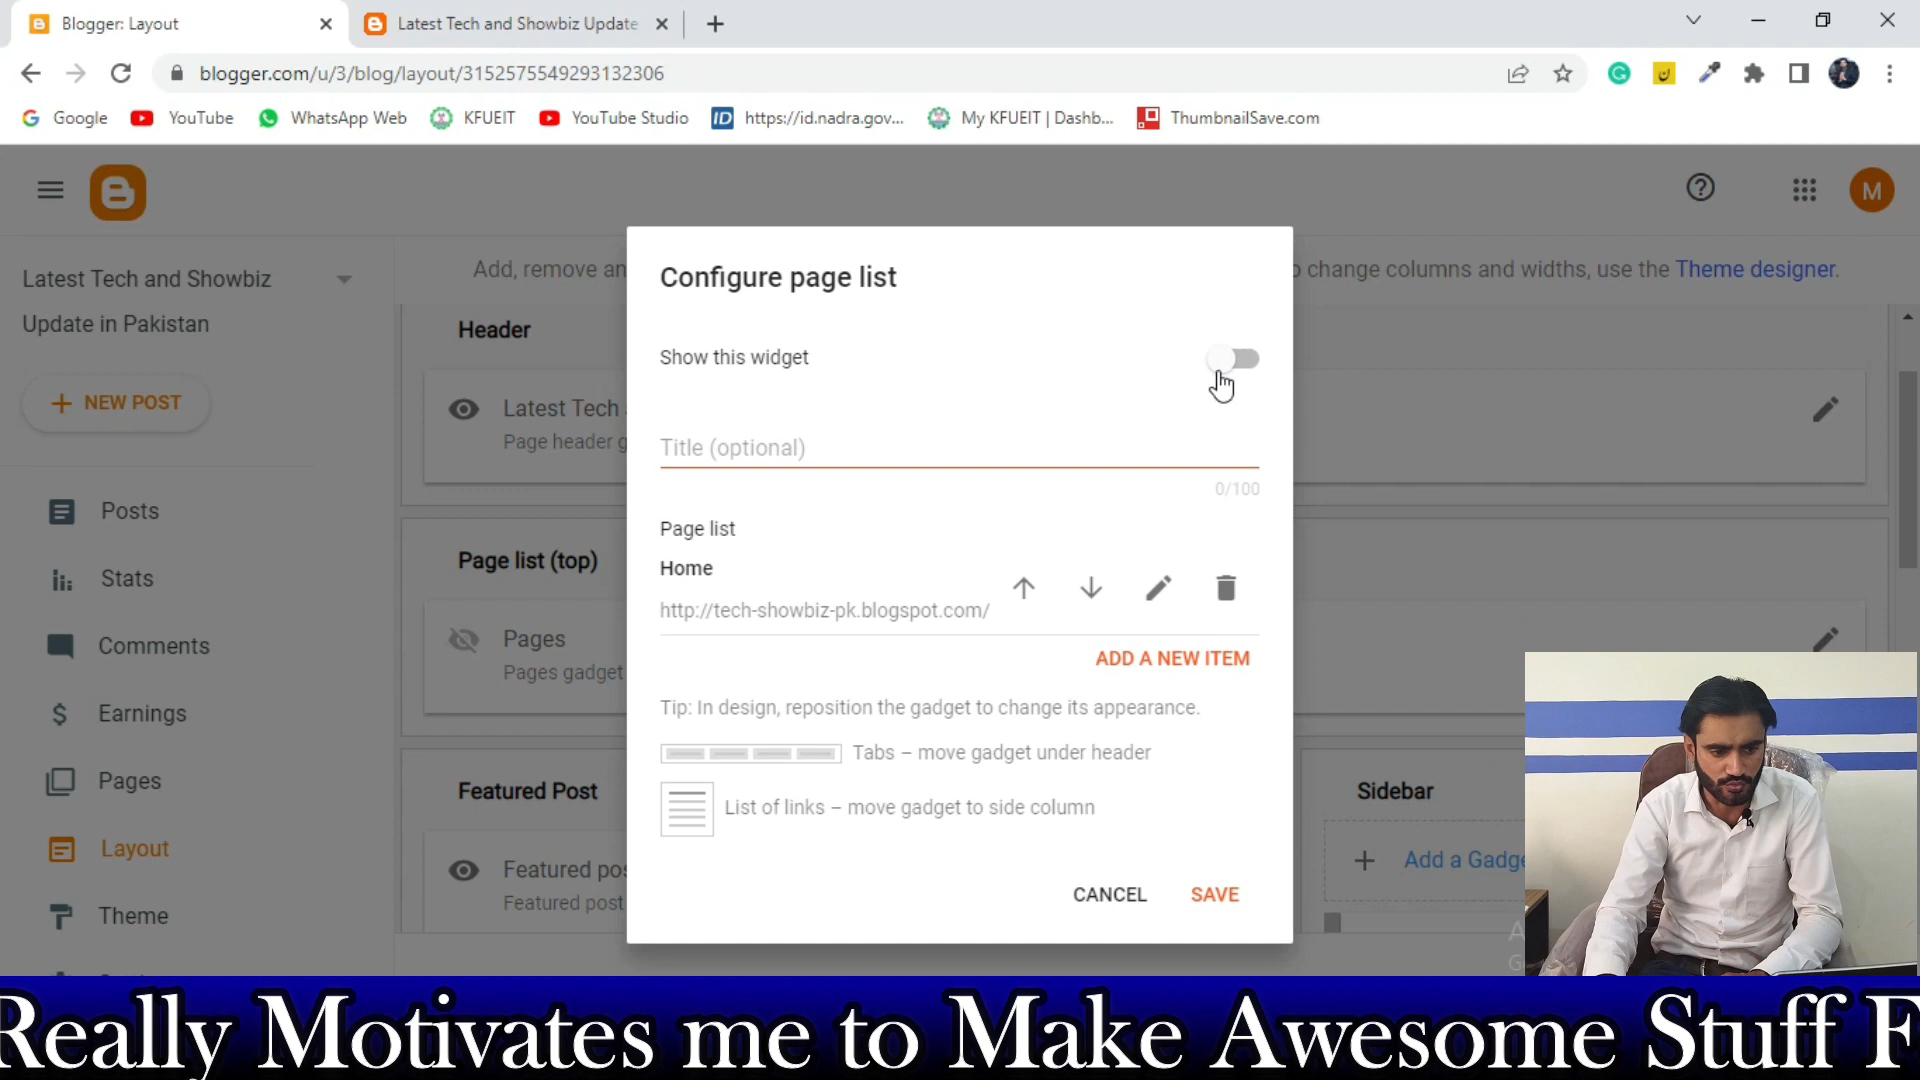 Blogger: Layout
Latest Tech and Showbiz Update
blogger.com/u/3/blog/layout/3152575549293132306
Google
YouTube
WhatsApp Web
KFUEIT
YouTube Studio
ID
https://id.nadra.gov...
My KFUEIT | Dashb...
ThumbnailSave.com
M
Latest Tech and Showbiz
Update in Pakistan
NEW POST
Posts
Stats
Comments
Earnings
Pages
Layout
Theme
Add, remove an
o change columns and widths, use the Theme designer.
Header
Latest Tech
Page header g
Page list (top)
Pages
Pages gadget
Featured Post
Featured pos
Featured post
Sidebar
Add a Gadge
Configure page list
Show this widget
Title (optional)
0/100
Page list
Home
http://tech-showbiz-pk.blogspot.com/
ADD A NEW ITEM
Tip: In design, reposition the gadget to change its appearance.
Tabs – move gadget under header
List of links – move gadget to side column
CANCEL
SAVE
Really Motivates me to Make Awesome Stuff F